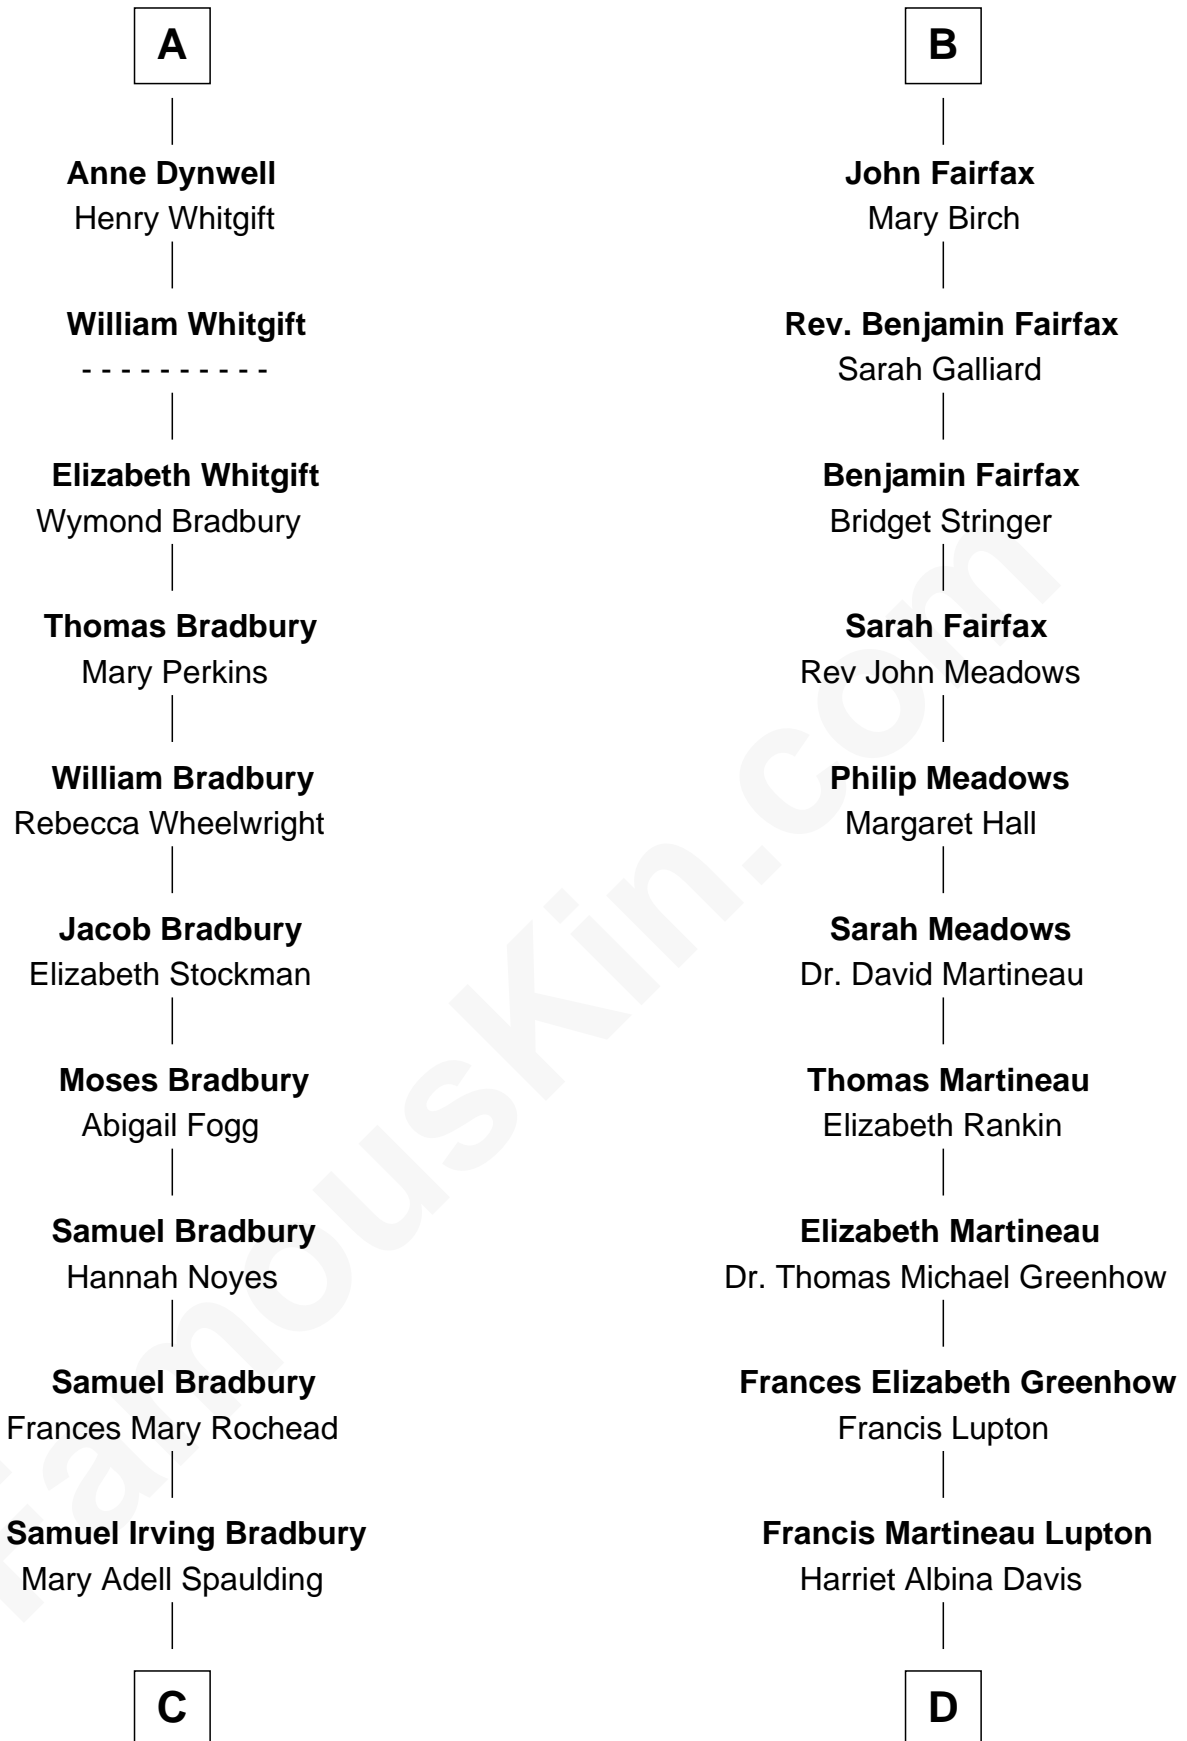 A
Anne Dynwell
Henry Whitgift
William Whitgift
- - - - - - - - - -
Elizabeth Whitgift
Wymond Bradbury
Thomas Bradbury
Mary Perkins
William Bradbury
Rebecca Wheelwright
Jacob Bradbury
Elizabeth Stockman
Moses Bradbury
Abigail Fogg
Samuel Bradbury
Hannah Noyes
Samuel Bradbury
Frances Mary Rochead
Samuel Irving Bradbury
Mary Adell Spaulding
C
B
John Fairfax
Mary Birch
Rev. Benjamin Fairfax
Sarah Galliard
Benjamin Fairfax
Bridget Stringer
Sarah Fairfax
Rev John Meadows
Philip Meadows
Margaret Hall
Sarah Meadows
Dr. David Martineau
Thomas Martineau
Elizabeth Rankin
Elizabeth Martineau
Dr. Thomas Michael Greenhow
Frances Elizabeth Greenhow
Francis Lupton
Francis Martineau Lupton
Harriet Albina Davis
D
FamousKin.com